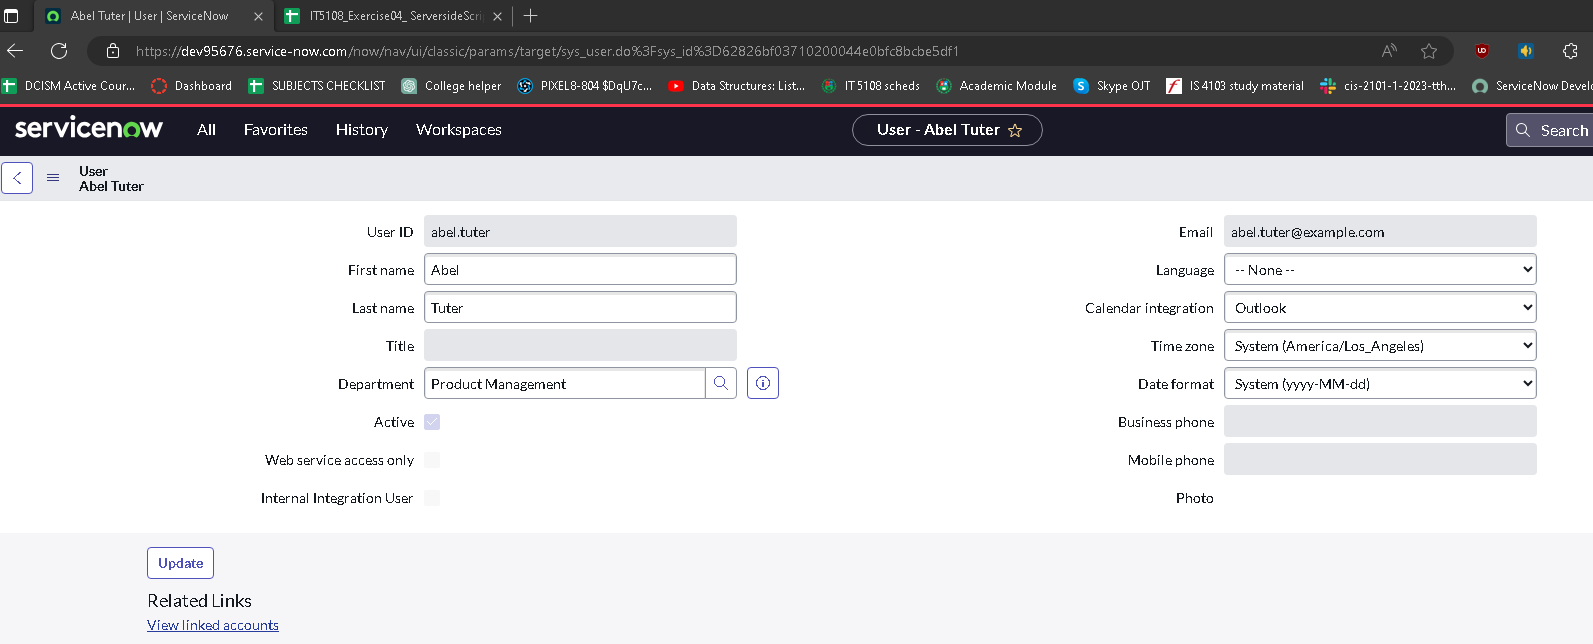 Abel Tuter | User | ServiceNow
IT5108_Exercise04_ ServersideScri
https://dev95676.service-now.com/now/nav/ui/classic/params/target/sys_user.do%3Fsys_id%3D62826bf03710200044e0bfc8bcbe5df1
DCISM Active Cour... Dashboard SUBJECTS CHECKLIST College helper PIXEL8-804 $DqU7c... Data Structures: List... IT5108 scheds Academic Module Skype OJT IS 4103 study material cis-2101-1-2023-tth... ServiceNow Develo
servicenow All Favorites History Workspaces User - Abel Tuter Search
User
Abel Tuter
User ID abel.tuter Email abel.tuter@example.com
First name Abel Language -- None --
Last name Tuter Calendar integration Outlook
Title Time zone System (America/Los_Angeles)
Department Product Management Date format System (yyyy-MM-dd)
Active Business phone
Web service access only Mobile phone
Internal Integration User Photo
Update
Related Links
View linked accounts